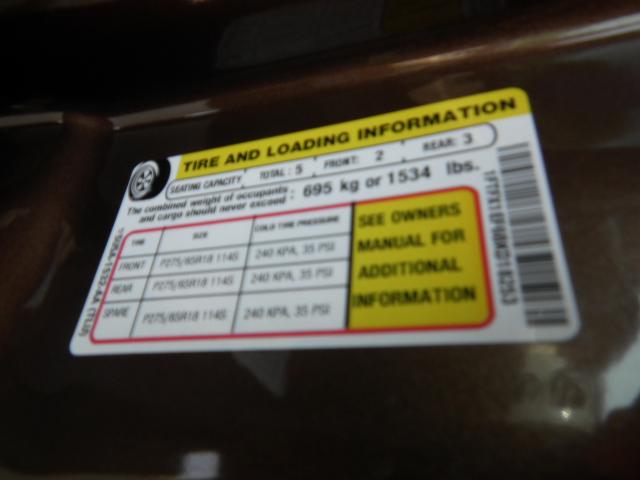 TIRE AND LOADING INFORMATION
SEATING CAPACITY TOTAL : 5 FRONT: 2 REAR: 3
The combined weight of occupants and cargo should never exceed : 695 kg or 1534 lbs.
TIRE SIZE COLD TIRE PRESSURE
FRONT P275/65R18 114S 240 KPA, 35 PSI
REAR P275/65R18 114S 240 KPA, 35 PSI
SPARE P275/65R18 114S 240 KPA, 35 PSI
SEE OWNERS
MANUAL FOR
ADDITIONAL
INFORMATION